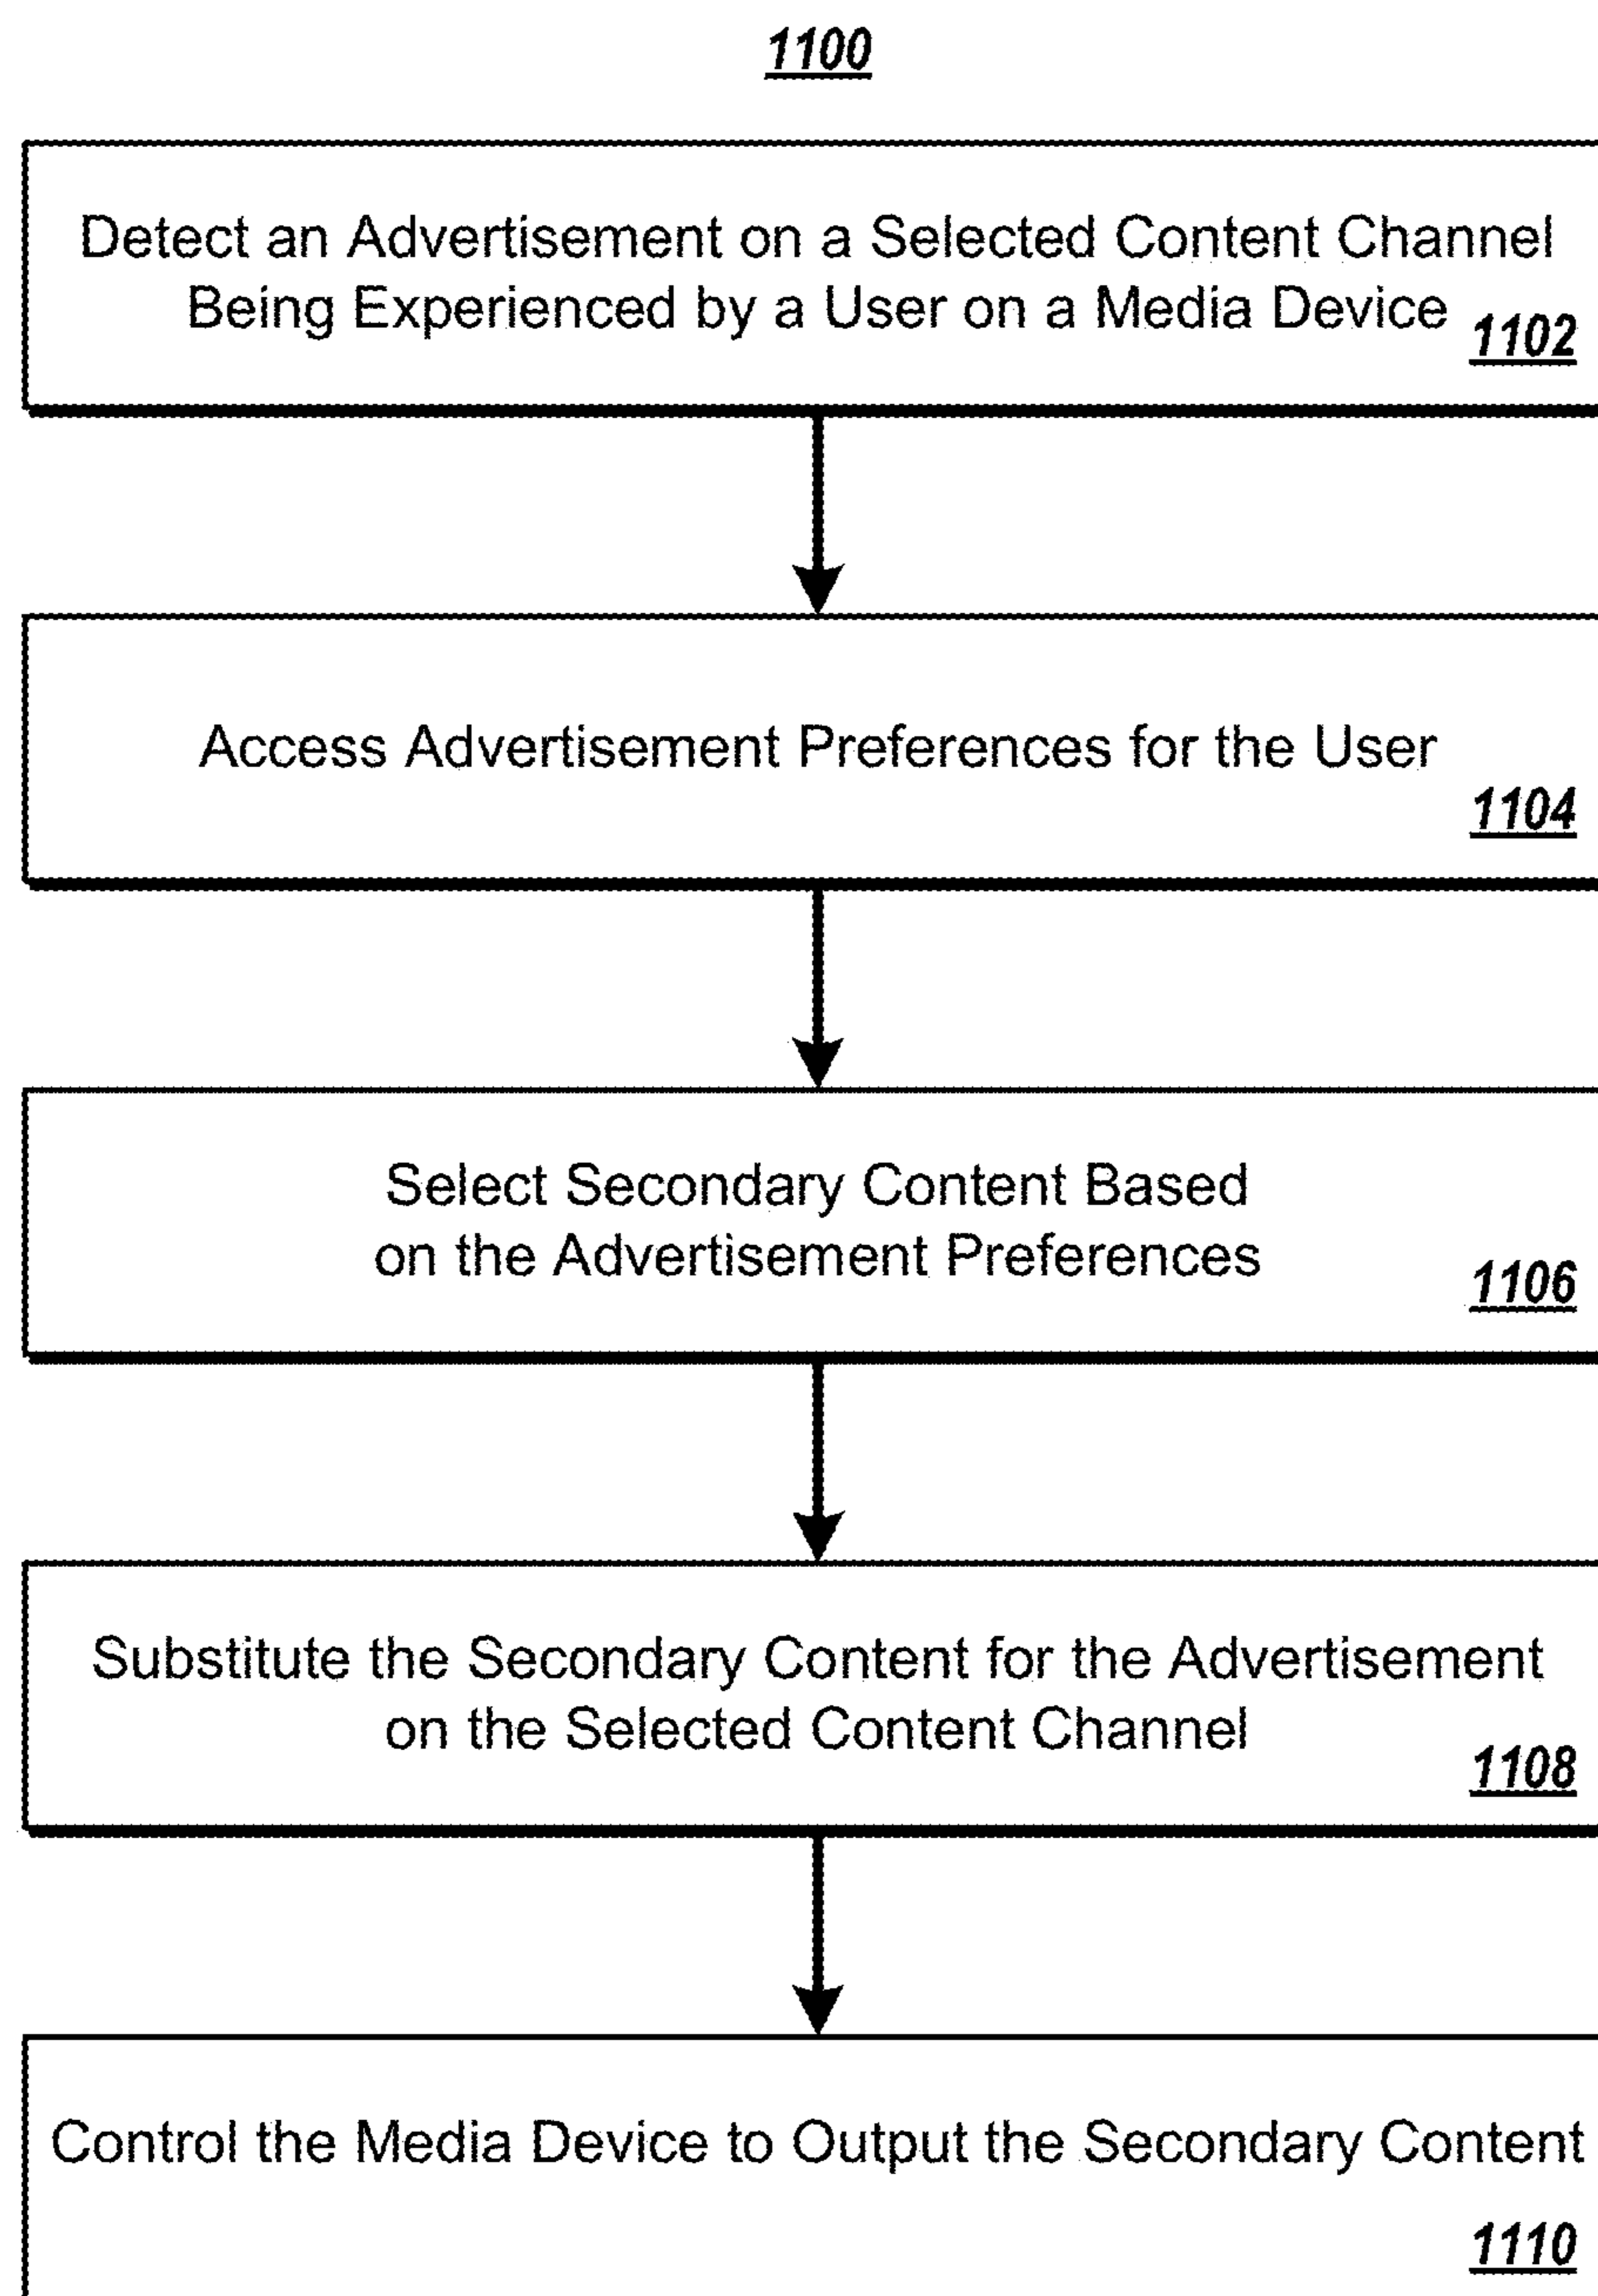 1100
Detect an Advertisement on a Selected Content Channel
Being Experienced by a User on a Media Device
1102
Access Advertisement Preferences for the User
1104
Select Secondary Content Based
on the Advertisement Preferences
1106
Substitute the Secondary Content for the Advertisement
on the Selected Content Channel
1108
Control the Media Device to Output the Secondary Content
1110